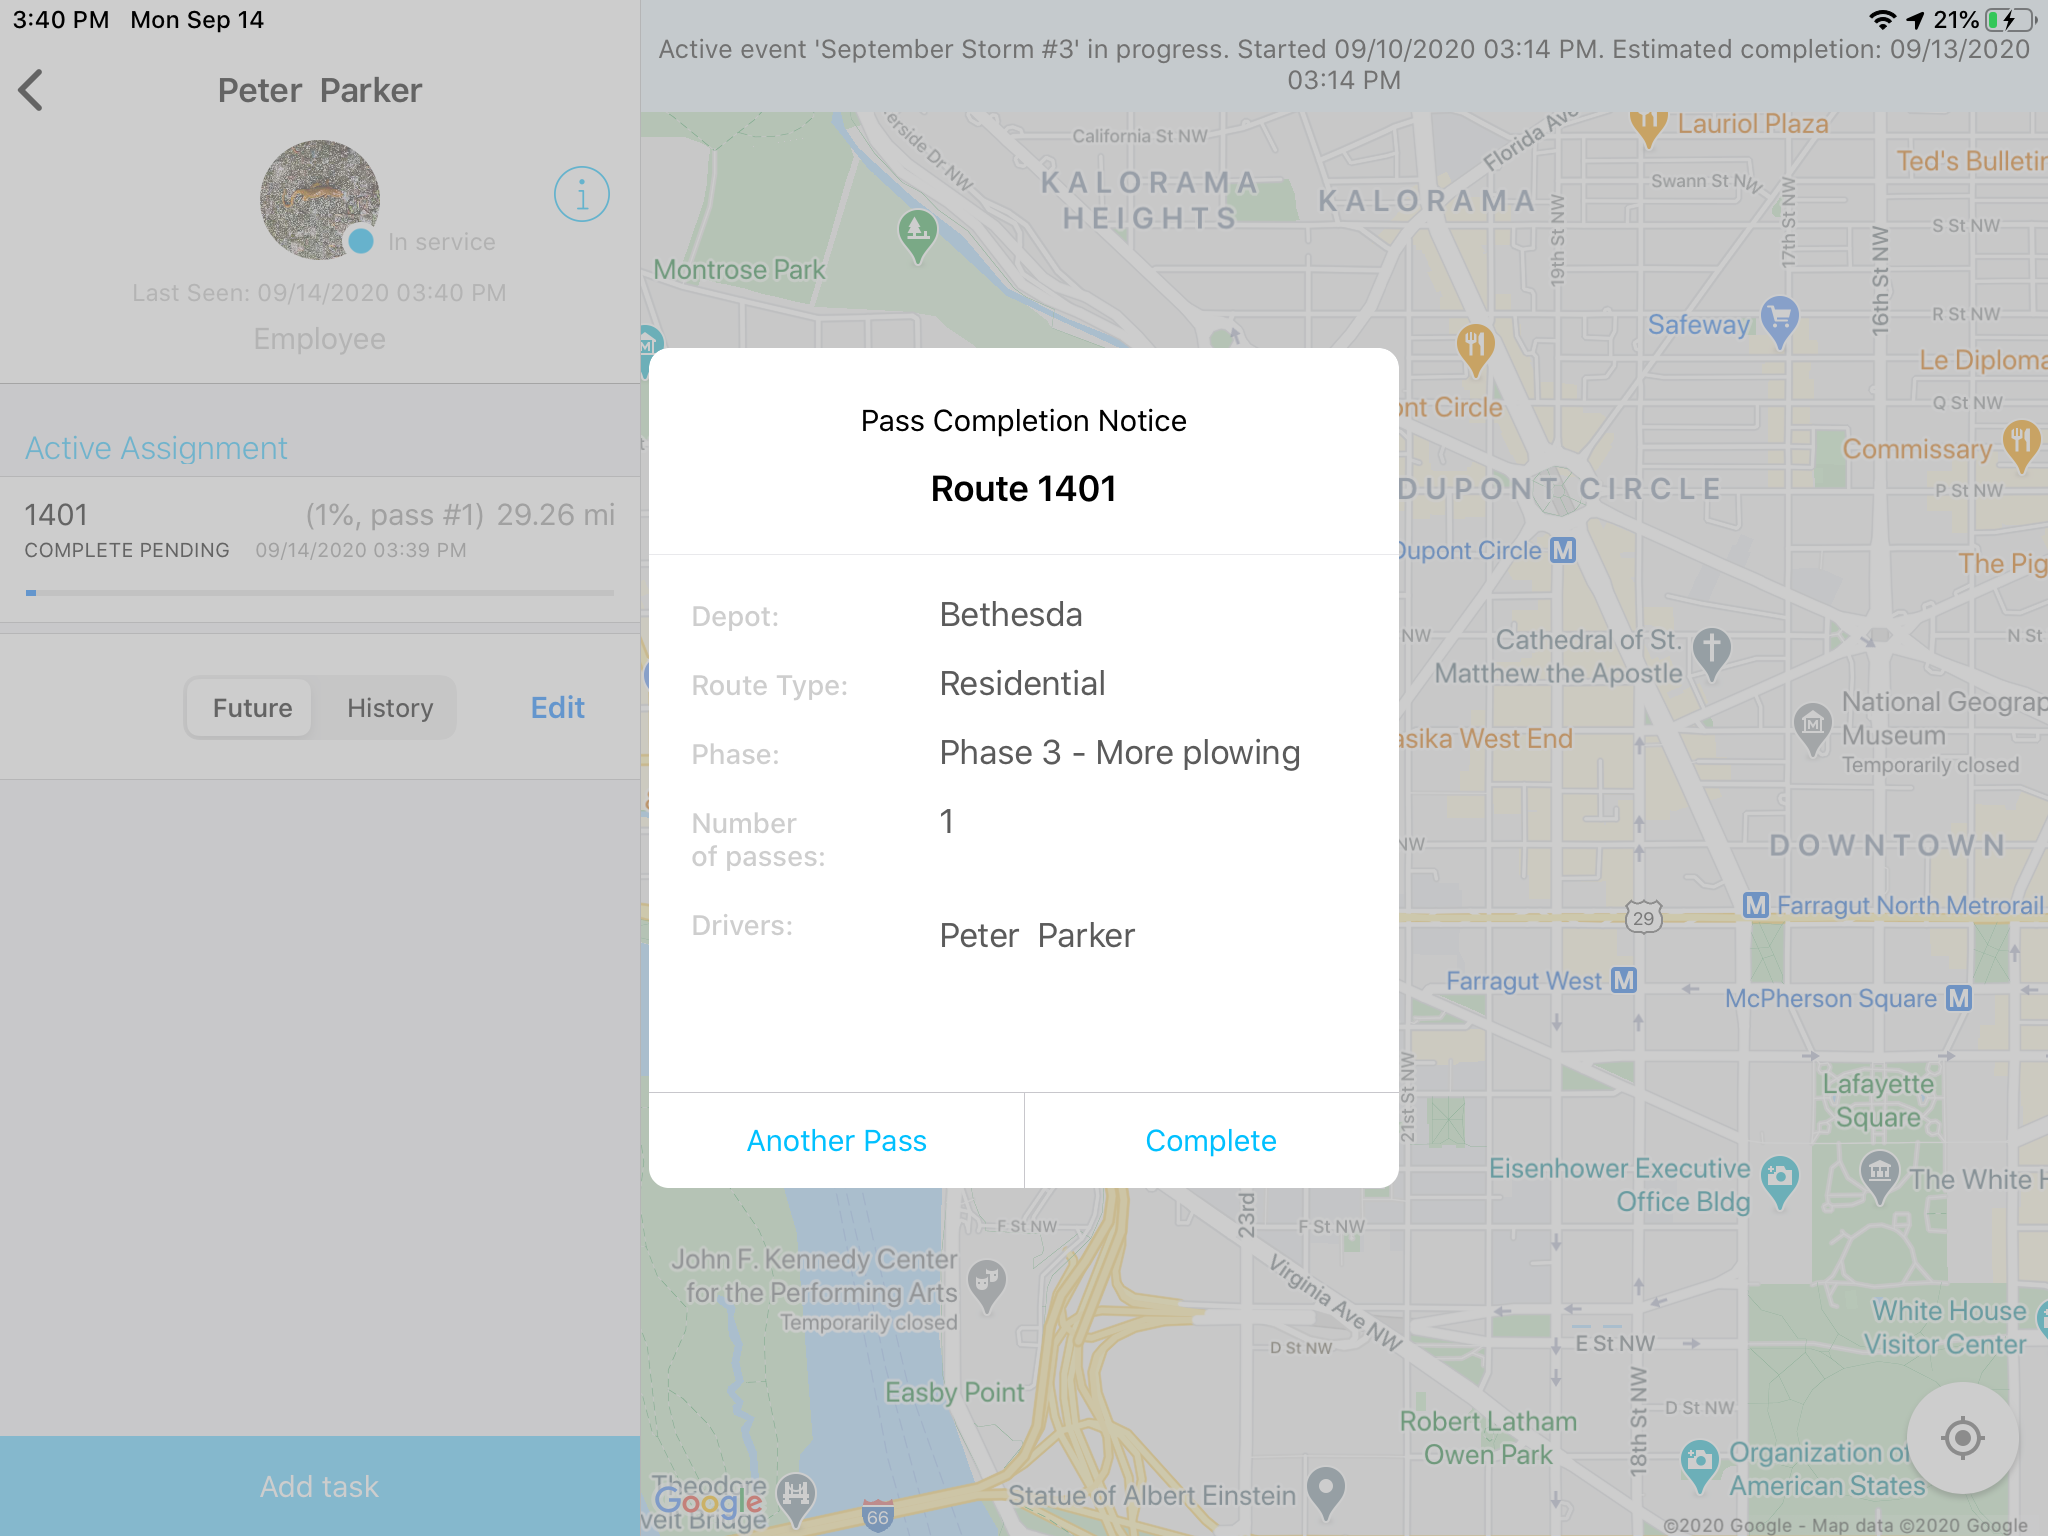 3:40 PM Mon Sep 14
21%
Peter Parker
In service
Last Seen: 09/14/2020 03:40 PM
Employee
Active Assignment
1401 (1%, pass #1) 29.26 mi
COMPLETE PENDING 09/14/2020 03:39 PM
Future History Edit
Add task
Active event 'September Storm #3' in progress. Started 09/10/2020 03:14 PM. Estimated completion: 09/13/2020
03:14 PM
Pass Completion Notice
Route 1401
Depot: Bethesda
Route Type: Residential
Phase: Phase 3 - More plowing
Number 1
of passes:
Drivers: Peter Parker
Another Pass Complete
California St NW
Florida Ave
Lauriol Plaza
Ted's Bulletin
KALORAMA
HEIGHTS
KALORAMA
Swann St NW
17th St NW
19th St NW
S St NW
16th St NW
Montrose Park
Safeway
R St NW
Le Diploma
Q St NW
ont Circle
Commissary
DUPONT CIRCLE
P St NW
Dupont Circle M
The Pig
NW
Cathedral of St.
Matthew the Apostle
N St
National Geograp
Museum
Temporarily closed
asika West End
NW
DOWNTOWN
29
M Farragut North Metrorail
Farragut West M
McPherson Square M
21st St NW
Lafayette
Square
Eisenhower Executive
Office Bldg
The White H
23rd
F St NW
F St NW
John F. Kennedy Center
for the Performing Arts
Temporarily closed
Virginia Ave NW
White House
Visitor Center
D St NW
E St NW
Easby Point
18th St NW
D St NW
Robert Latham
Owen Park
Organization of
American States
Theodore
Google
velt Bridge
66
Statue of Albert Einstein
©2020 Google - Map data ©2020 Google